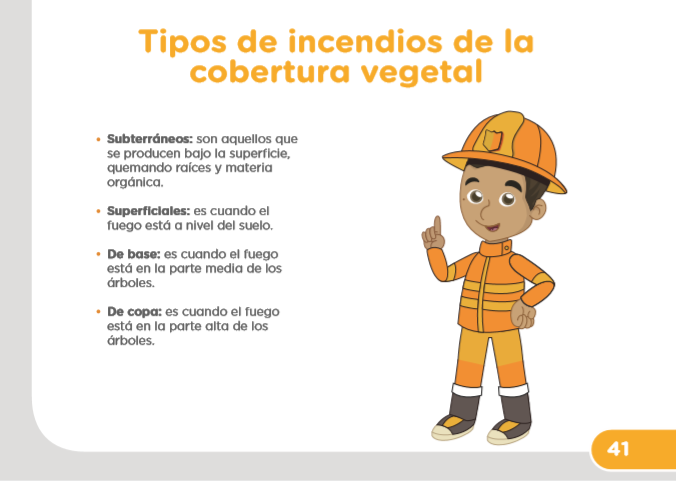 Tipos de incendios de la
cobertura vegetal
• Subterráneos: son aquellos que
se producen bajo la superficie,
quemando raíces y materia
orgánica.
• Superficiales: es cuando el
fuego está a nivel del suelo.
• De base: es cuando el fuego
está en la parte media de los
árboles.
• De copa: es cuando el fuego
está en la parte alta de los
árboles.
41